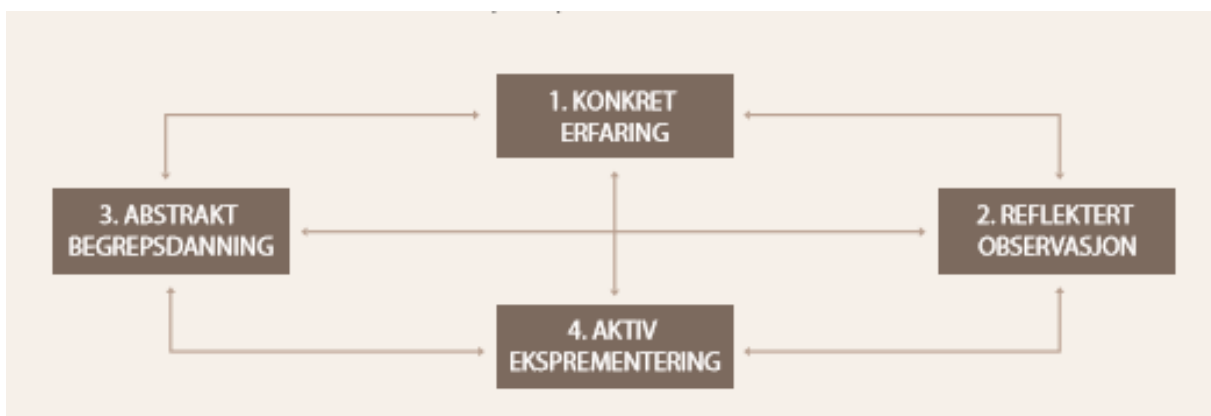 1. KONKRET
ERFARING
3. ABSTRAKT
BEGREPSDANNING
2. REFLEKTERT
OBSERVASJON
4. AKTIV
EKSPREMENTERING